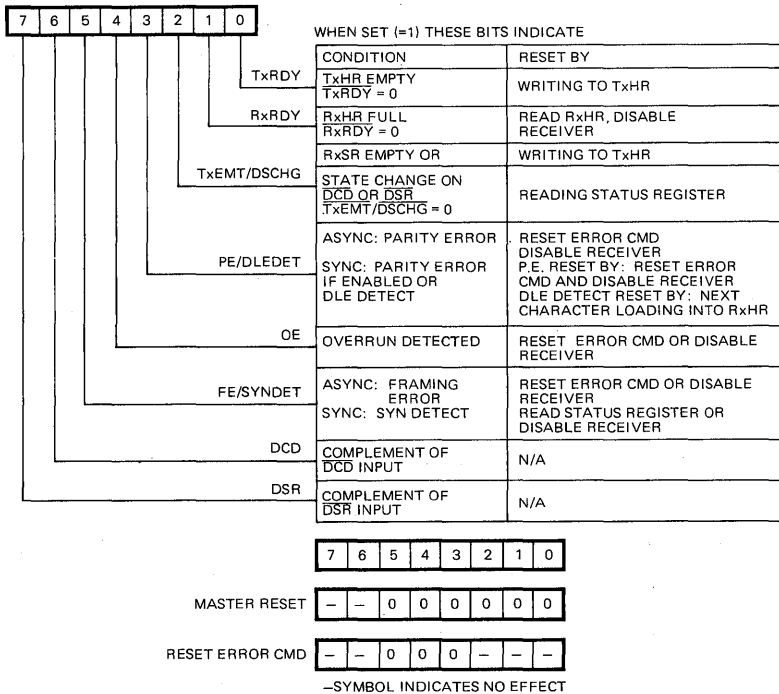 7 6 5 4 3 2 1 0
WHEN SET (=1) THESE BITS INDICATE
CONDITION RESET BY
TxRDY TxHR EMPTY WRITING TO TxHR
TxRDY = 0
RxRDY RxHR FULL READ RxHR, DISABLE
RxRDY = 0 RECEIVER
RxSR EMPTY OR WRITING TO TxHR
TxEMT/DSCHG STATE CHANGE ON READING STATUS REGISTER
DCD OR DSR
TxEMT/DSCHG = 0
PE/DLEDET ASYNC: PARITY ERROR RESET ERROR CMD
DISABLE RECEIVER
SYNC: PARITY ERROR P.E. RESET BY: RESET ERROR
IF ENABLED OR CMD AND DISABLE RECEIVER
DLE DETECT DLE DETECT RESET BY: NEXT
CHARACTER LOADING INTO RxHR
OE OVERRUN DETECTED RESET ERROR CMD OR DISABLE
RECEIVER
FE/SYNDET ASYNC: FRAMING RESET ERROR CMD OR DISABLE
ERROR RECEIVER
SYNC: SYN DETECT READ STATUS REGISTER OR
DISABLE RECEIVER
DCD COMPLEMENT OF N/A
DCD INPUT
DSR COMPLEMENT OF N/A
DSR INPUT
7 6 5 4 3 2 1 0
MASTER RESET – – 0 0 0 0 0 0
RESET ERROR CMD – – 0 0 0 – – –
–SYMBOL INDICATES NO EFFECT